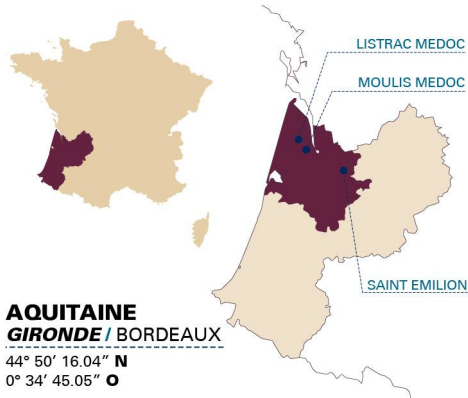 LISTRAC MEDOC
MOULIS MEDOC
SAINT EMILION
AQUITAINE
GIRONDE / BORDEAUX
44° 50’ 16.04” N
0° 34’ 45.05” O